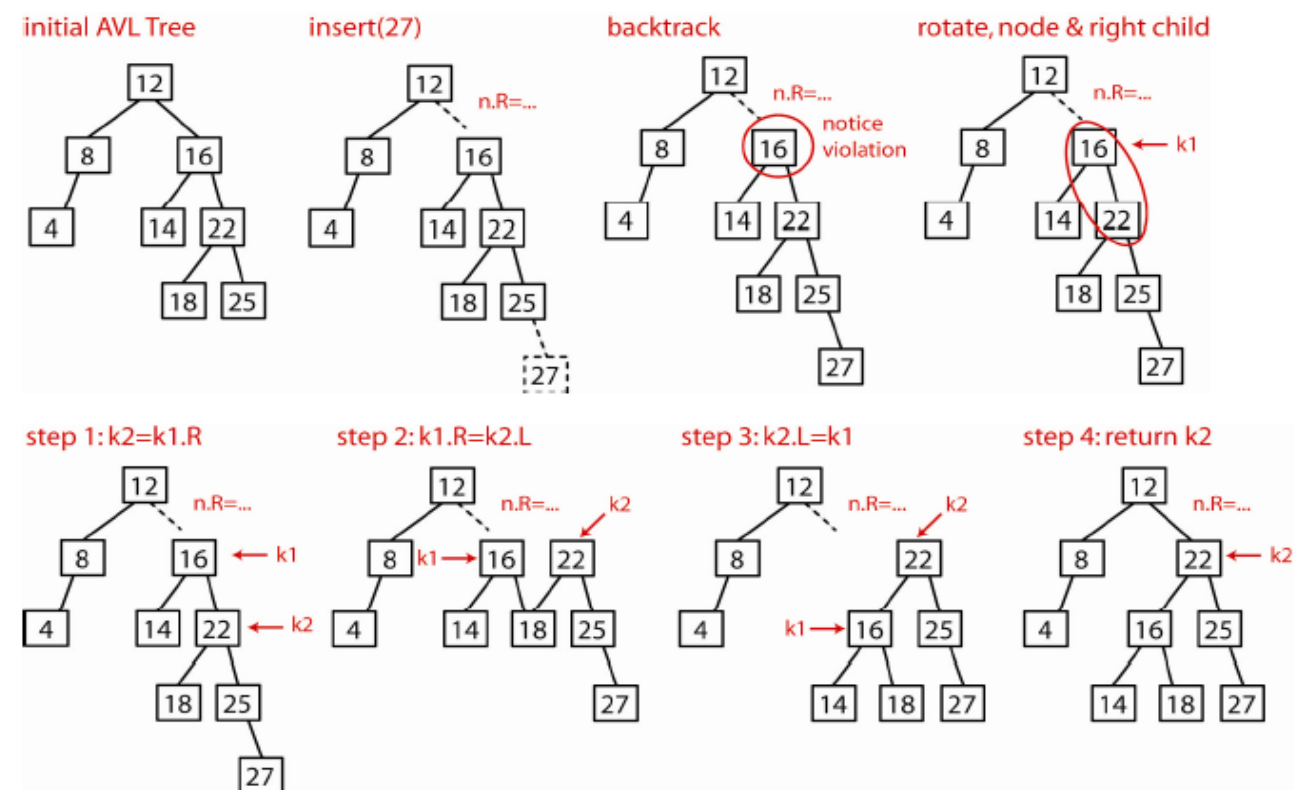 initial AVL Tree
insert(27)
backtrack
rotate, node & right child
12
8
16
4
14
22
18
25
12
n.R=...
8
16
4
14
22
18
25
27
12
n.R=...
notice
violation
8
16
4
14
22
18
25
27
12
n.R=...
8
16
k1
4
14
22
18
25
27
step 1: k2=k1.R
step 2: k1.R=k2.L
step 3: k2.L=k1
step 4: return k2
12
n.R=...
8
16
k1
4
14
22
k2
18
25
27
12
n.R=...
k2
8
k1
16
22
4
14
18
25
27
12
n.R=...
k2
8
22
4
k1
16
25
14
18
27
12
n.R=...
8
22
k2
4
16
25
14
18
27